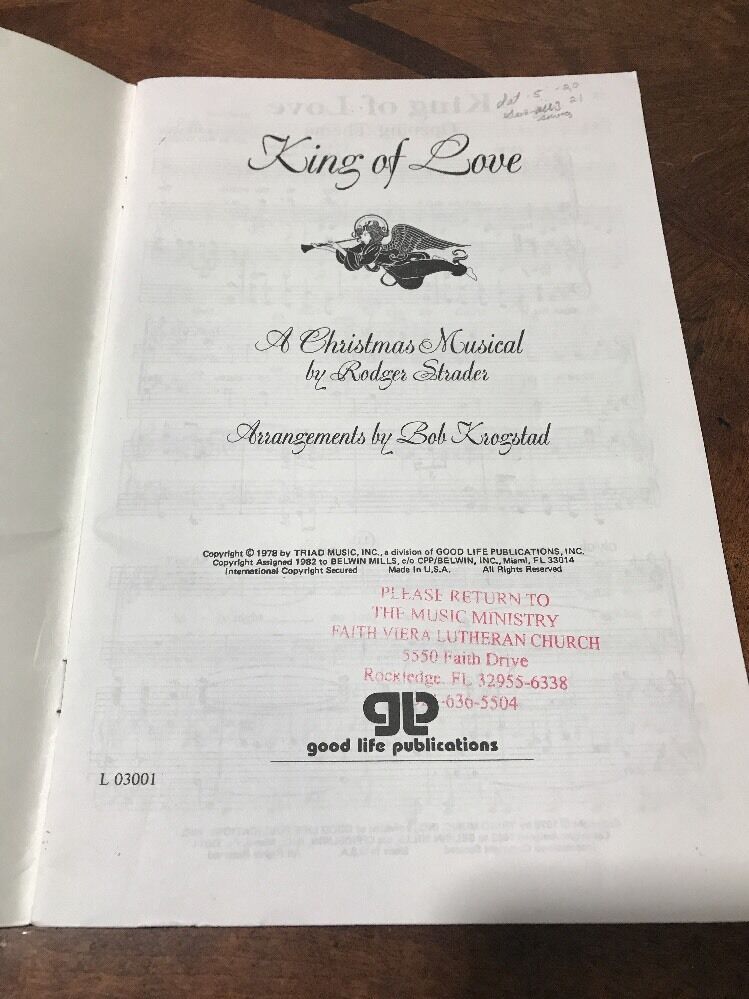 King of Love
A Christmas Musical
by Rodger Strader
Arrangements by Bob Krogstad
Copyright © 1978 by TRIAD MUSIC, INC., a division of GOOD LIFE PUBLICATIONS, INC.
Copyright Assigned 1982 to BELWIN MILLS, c/o CPP/BELWIN, INC., Miami, FL 33014
International Copyright Secured Made In U.S.A. All Rights Reserved
PLEASE RETURN TO
THE MUSIC MINISTRY
FAITH VIERA LUTHERAN CHURCH
5550 Faith Drive
Rockledge, FL 32955-6338
-636-5504
glp
good life publications
L 03001